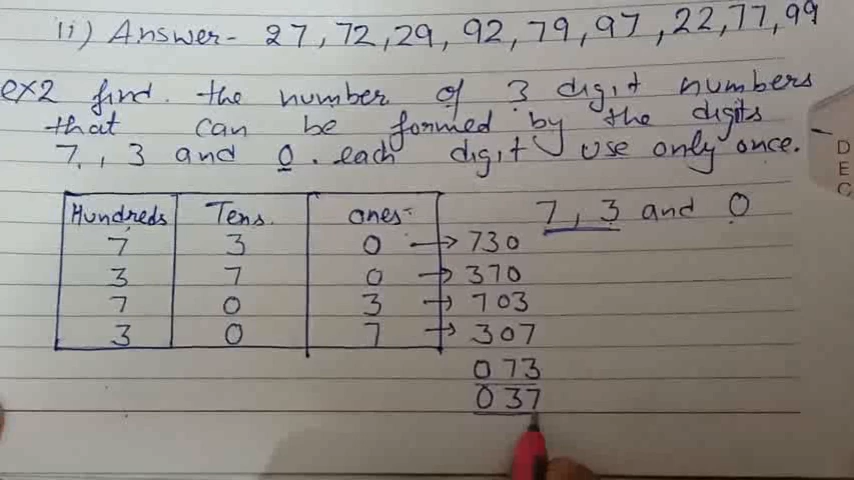 ii) Answer- 27, 72, 29, 92, 79, 97, 22, 77, 99
ex2 find. the number of 3 digit numbers
that can be formed by the digits
7, 3 and 0. each digit use only once.
Hundreds Tens. ones-
7 3 0 → 730
3 7 0 → 370
7 0 3 → 703
3 0 7 → 307
073
037
7, 3 and 0
DEC